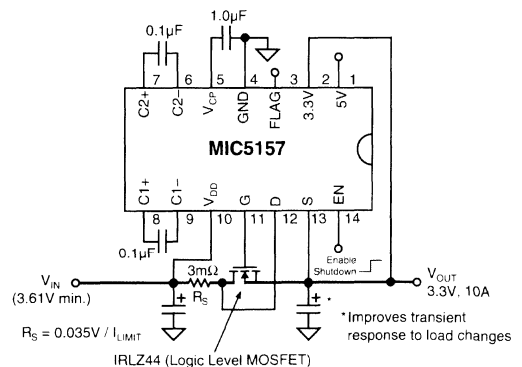 0.1µF
1.0µF
7 6 5 4 3 2 1
C2+ C2– VCP GND FLAG 3.3V 5V
MIC5157
C1+ C1– VDD G D S EN
8 9 10 11 12 13 14
0.1µF
Enable
Shutdown
VIN
(3.61V min.)
3mΩ
RS
VOUT
3.3V, 10A
+
+ *
*Improves transient
response to load changes
RS = 0.035V / ILIMIT
IRLZ44 (Logic Level MOSFET)